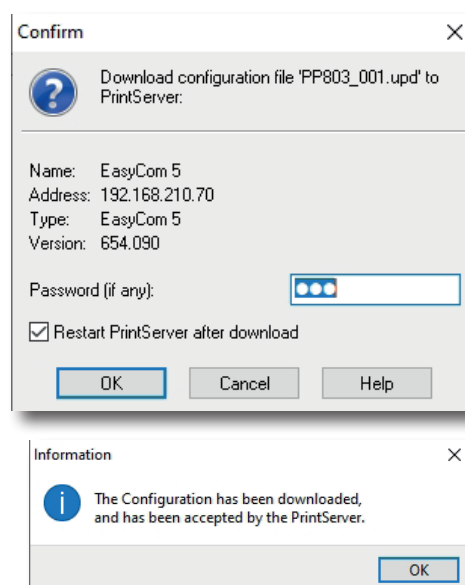 Confirm
Download configuration file 'PP803_001.upd' to
PrintServer:
Name: EasyCom 5
Address: 192.168.210.70
Type: EasyCom 5
Version: 654.090
Password (if any): ●●●
Restart PrintServer after download
OK Cancel Help
Information
The Configuration has been downloaded,
and has been accepted by the PrintServer.
OK